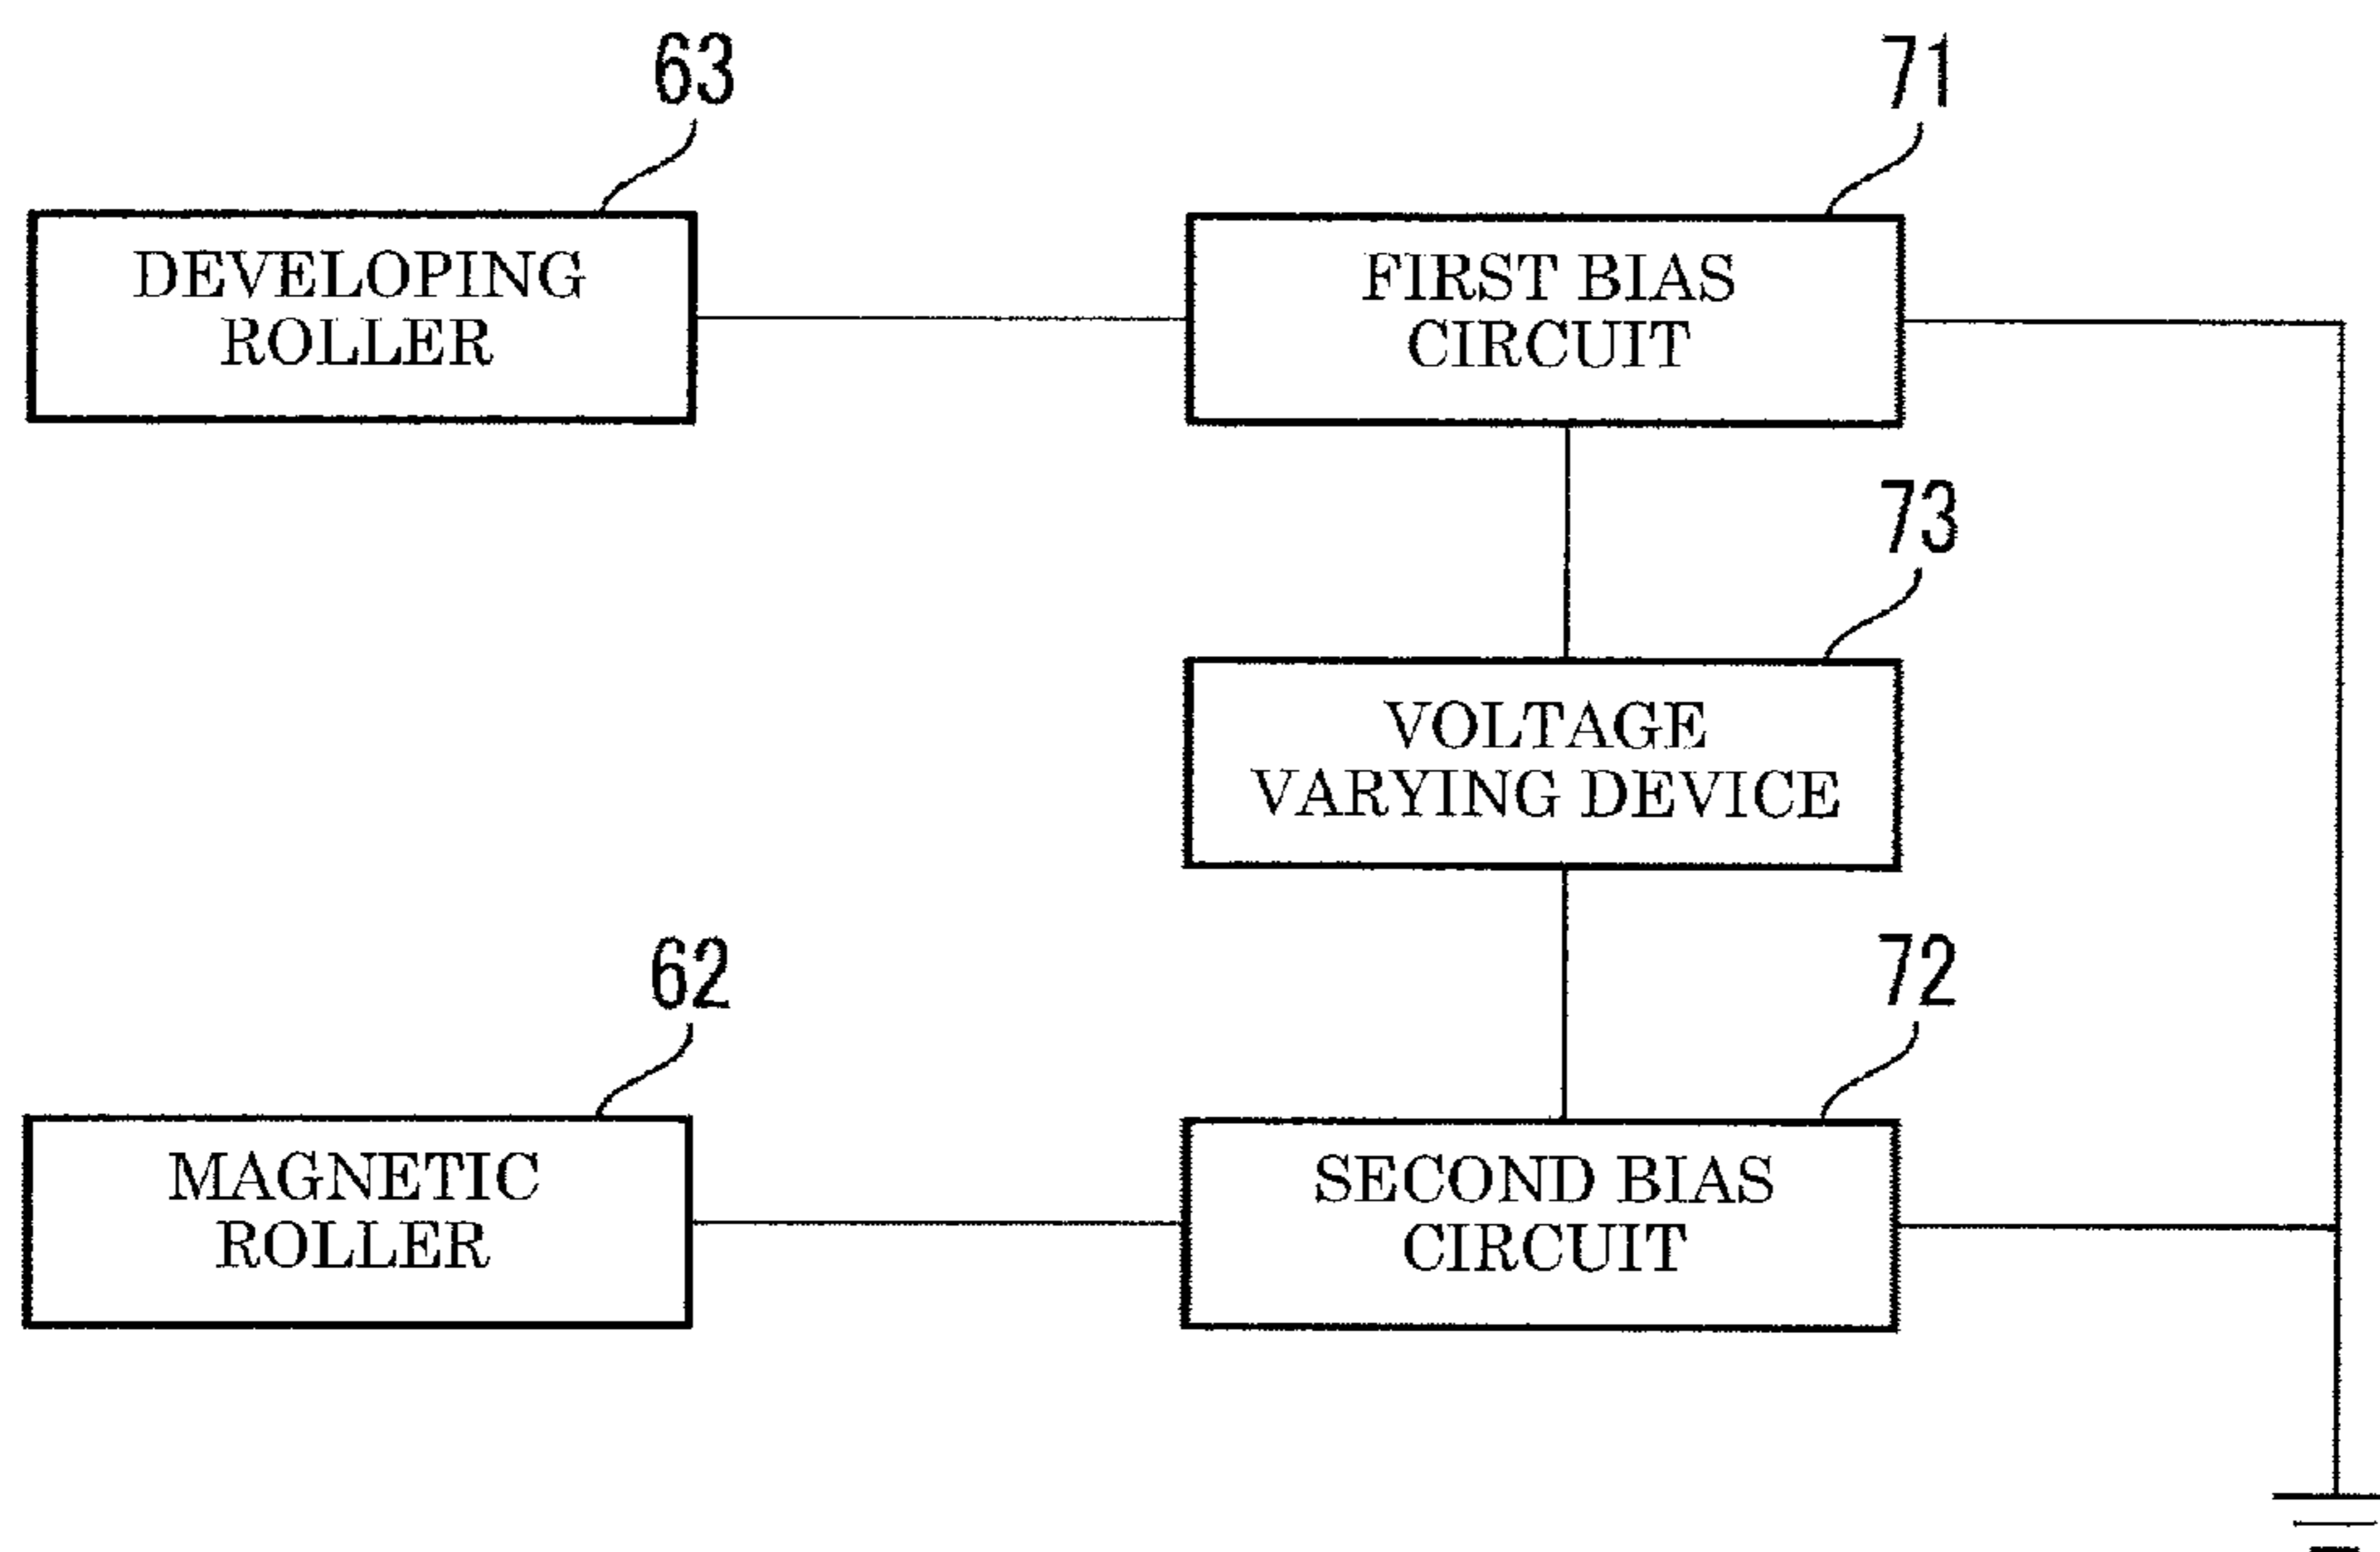 63
71
DEVELOPING
ROLLER
FIRST BIAS
CIRCUIT
73
VOLTAGE
VARYING DEVICE
62
72
MAGNETIC
ROLLER
SECOND BIAS
CIRCUIT